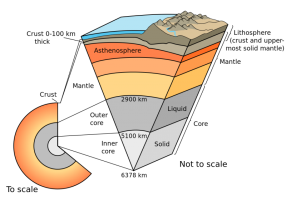 Crust 0-100 km
thick
Lithosphere
(crust and upper-
most solid mantle)
Asthenosphere
Mantle
Mantle
Crust
2900 km
Liquid
Outer
core
Core
5100 km
Inner
core
Solid
6378 km
Not to scale
To scale